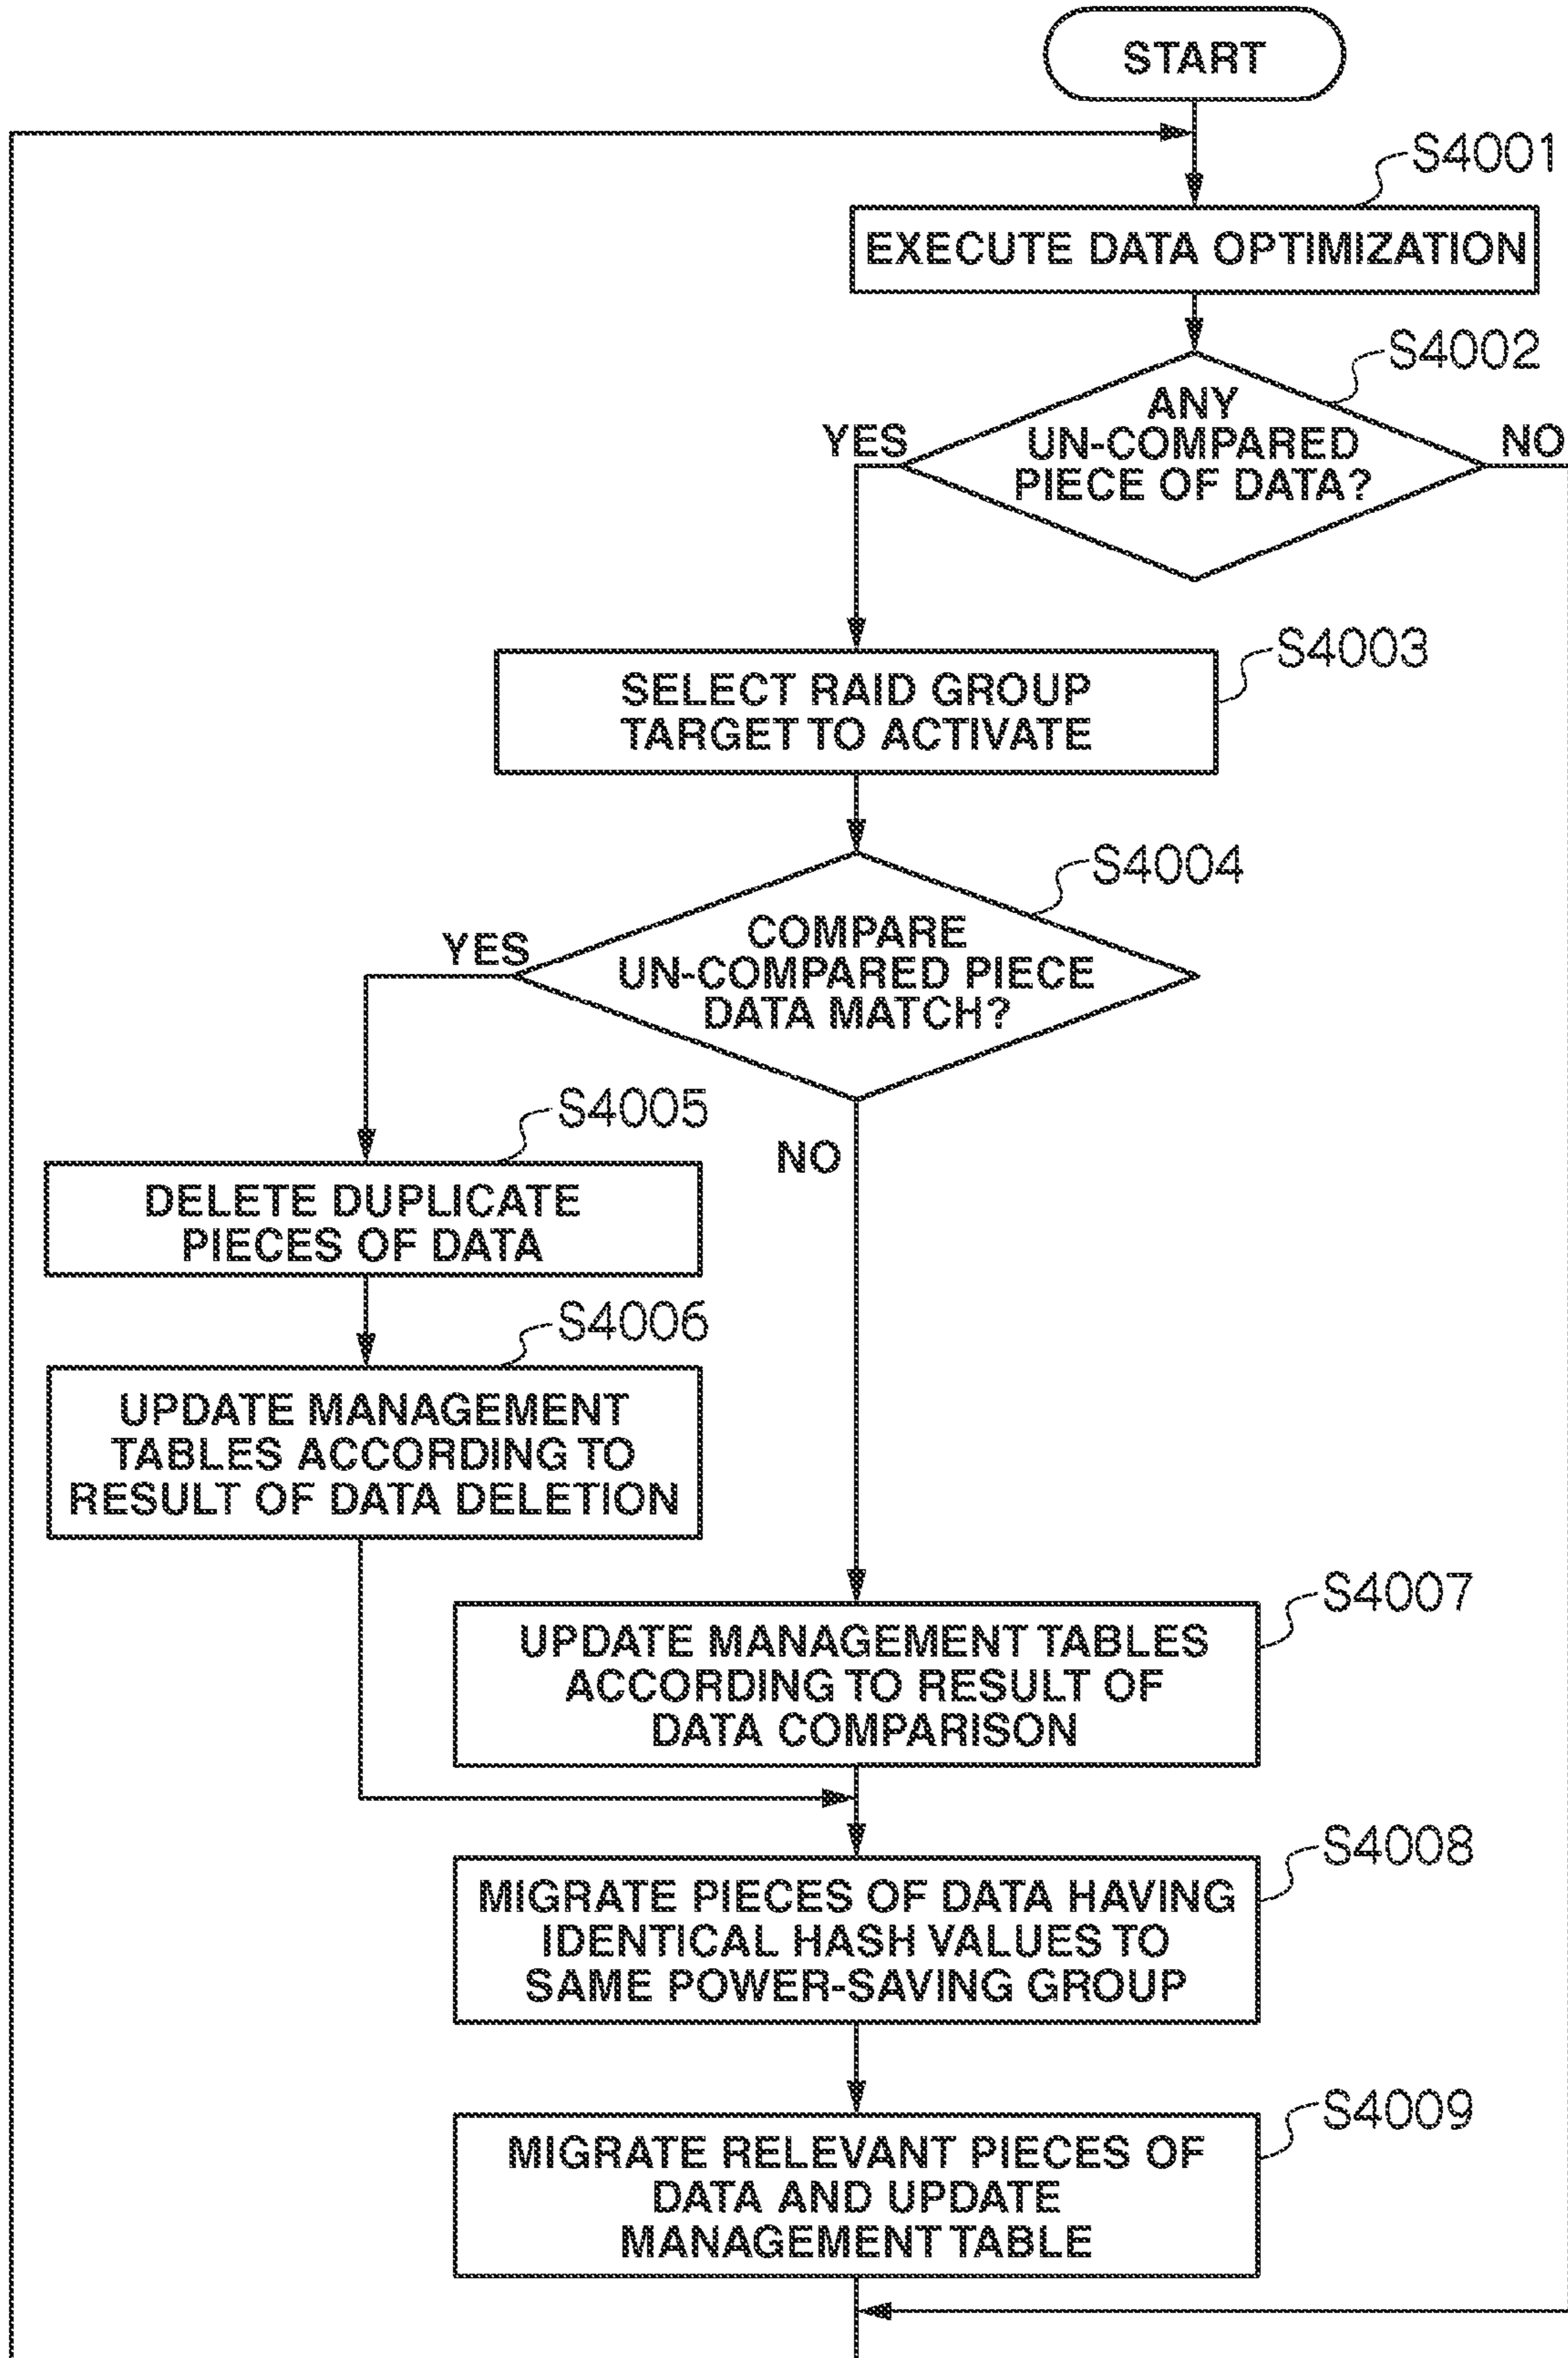 START
S4001
EXECUTE DATA OPTIMIZATION
S4002
ANY
UN-COMPARED
PIECE OF DATA?
YES
NO
S4003
SELECT RAID GROUP
TARGET TO ACTIVATE
S4004
COMPARE
UN-COMPARED PIECE
DATA MATCH?
YES
NO
S4005
DELETE DUPLICATE
PIECES OF DATA
S4006
UPDATE MANAGEMENT
TABLES ACCORDING TO
RESULT OF DATA DELETION
S4007
UPDATE MANAGEMENT TABLES
ACCORDING TO RESULT OF
DATA COMPARISON
S4008
MIGRATE PIECES OF DATA HAVING
IDENTICAL HASH VALUES TO
SAME POWER-SAVING GROUP
S4009
MIGRATE RELEVANT PIECES OF
DATA AND UPDATE
MANAGEMENT TABLE